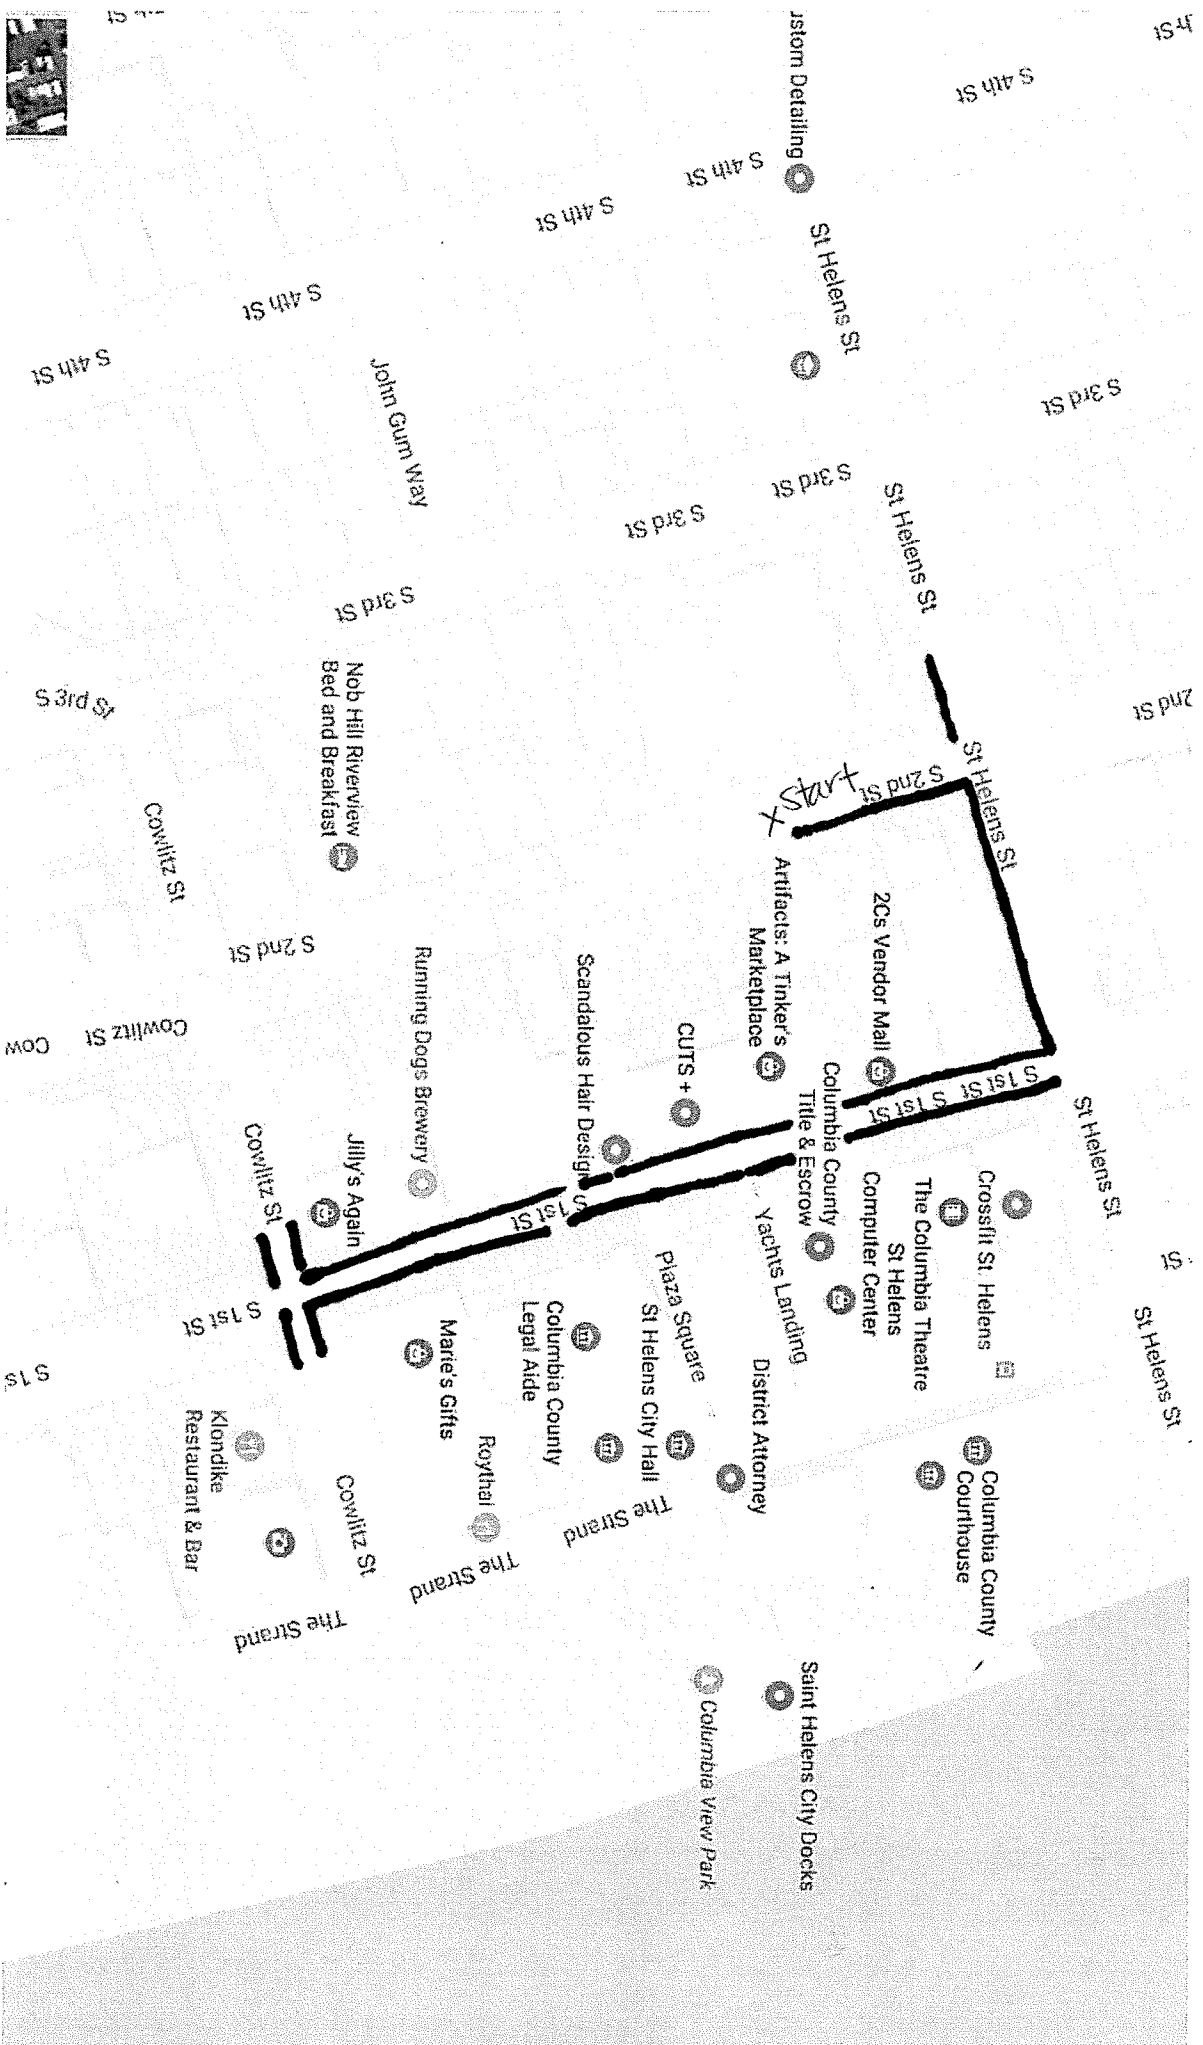 S 4th St
S 4th St
S 4th St
S 4th St
S 4th St
ustom Detailing
St Helens St
John Gum Way
S 3rd St
S 3rd St
S 3rd St
S 3rd St
S 3rd St
St Helens St
2nd St
Nob Hill Riverview
Bed and Breakfast
Start
X
S 2nd St
St Helens St
Cowlitz St
S 2nd St
Cowlitz St
Cow
Running Dogs Brewery
Scandalous Hair Design
CUTS +
Artifacts: A Tinker's
Marketplace
2Cs Vendor Mall
S 1st St
S 1st St
St Helens St
Columbia County
Title & Escrow
Cowlitz St
Jilly's Again
S 1st St
S 1st St
S 1s
Yachts Landing
Plaza Square
St Helens
Computer Center
The Columbia Theatre
Crossfit St. Helens
St
St Helens St
Marie's Gifts
Columbia County
Legal Aide
St Helens City Hall
District Attorney
Klondike
Restaurant & Bar
Roythai
Cowlitz St
The Strand
The Strand
The Strand
Columbia County
Courthouse
Saint Helens City Docks
Columbia View Park